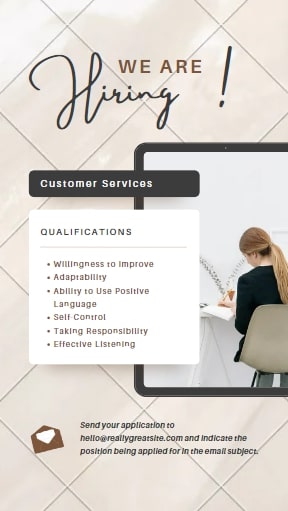 WE ARE
Hiring !
Customer Services
QUALIFICATIONS
• Willingness to Improve
• Adaptability
• Ability to Use Positive
Language
• Self-Control
• Taking Responsibility
• Effective Listening
Send your application to
hello@reallygreatsite.com and indicate the
position being applied for in the email subject.